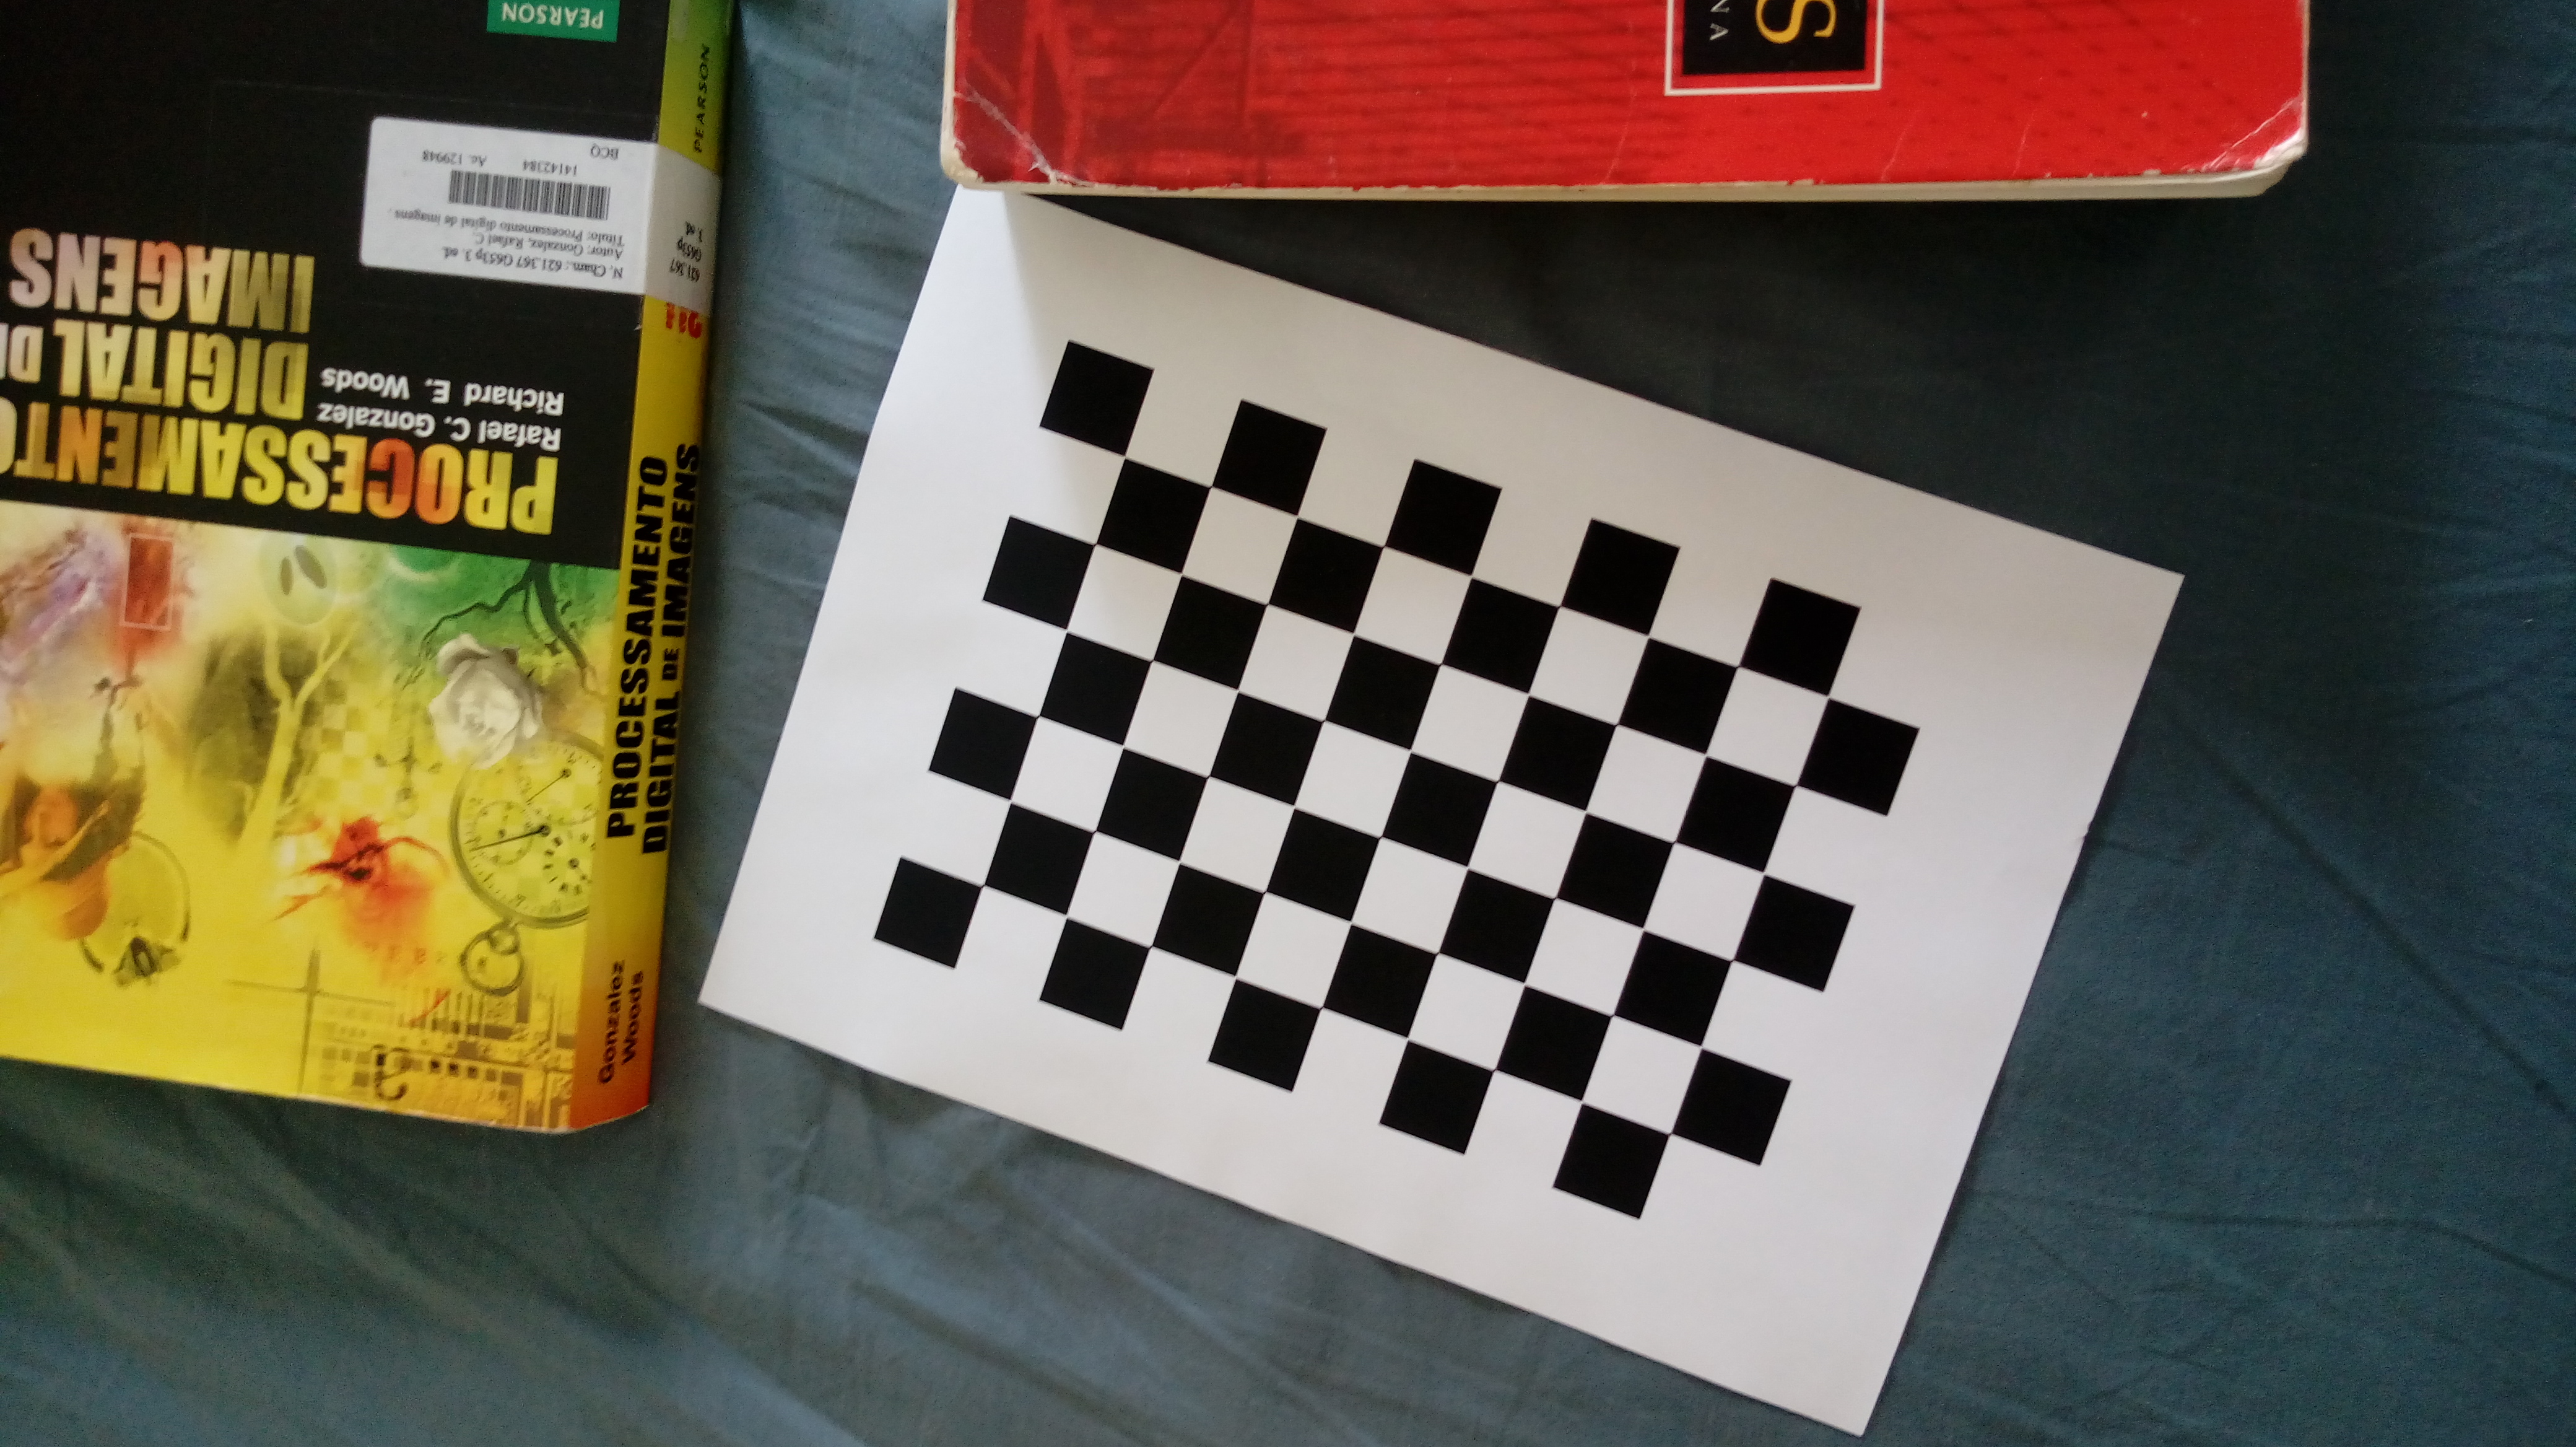 PROCESSAMENTO
DIGITAL DE
IMAGENS
Rafael C. Gonzalez
Richard E. Woods
N. Cham.: 621.367 G653p 3. ed.
Autor: Gonzalez, Rafael C.
Título: Processamento digital de imagens.
14142384
Ac. 129948
BCQ
PEARSON
Gonzalez
Woods
PROCESSAMENTO
DIGITAL DE IMAGENS
3ª
621.367
G653p
3. ed.
PEARSON
a
S